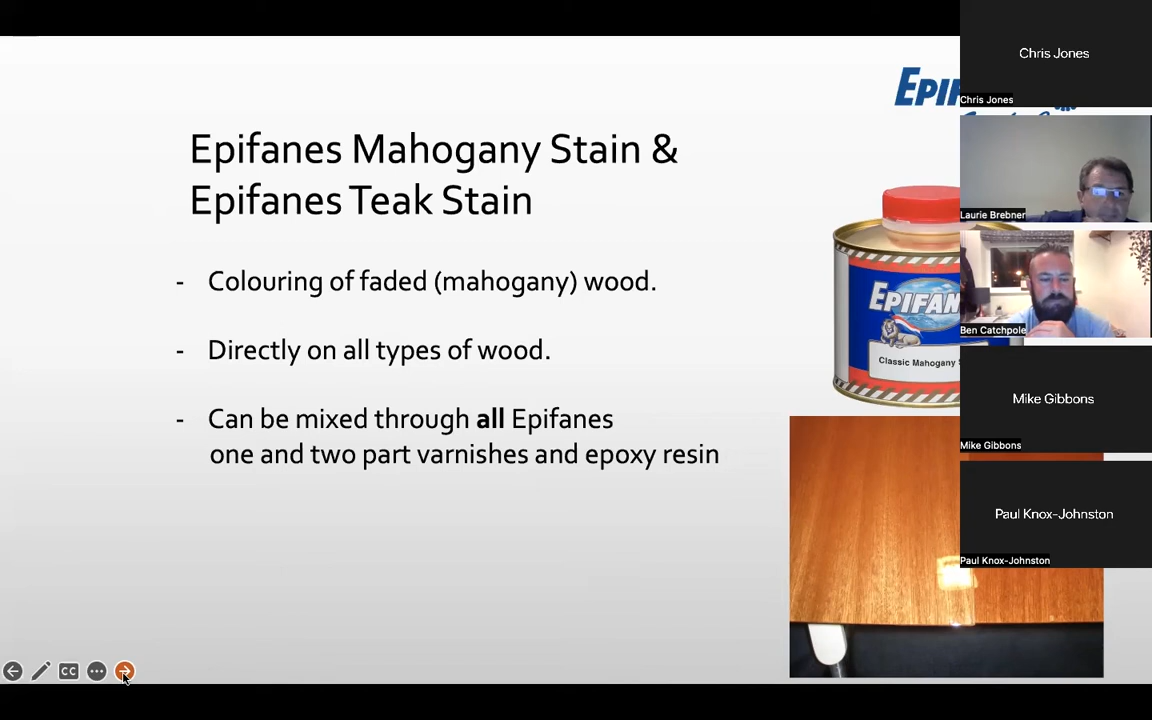 Epifanes Mahogany Stain &
Epifanes Teak Stain
- Colouring of faded (mahogany) wood.
- Directly on all types of wood.
- Can be mixed through all Epifanes
one and two part varnishes and epoxy resin
EPIFAN
Classic Mahogany
CC
Chris Jones
Chris Jones
Laurie Brebner
Ben Catchpole
Mike Gibbons
Mike Gibbons
Paul Knox-Johnston
Paul Knox-Johnston